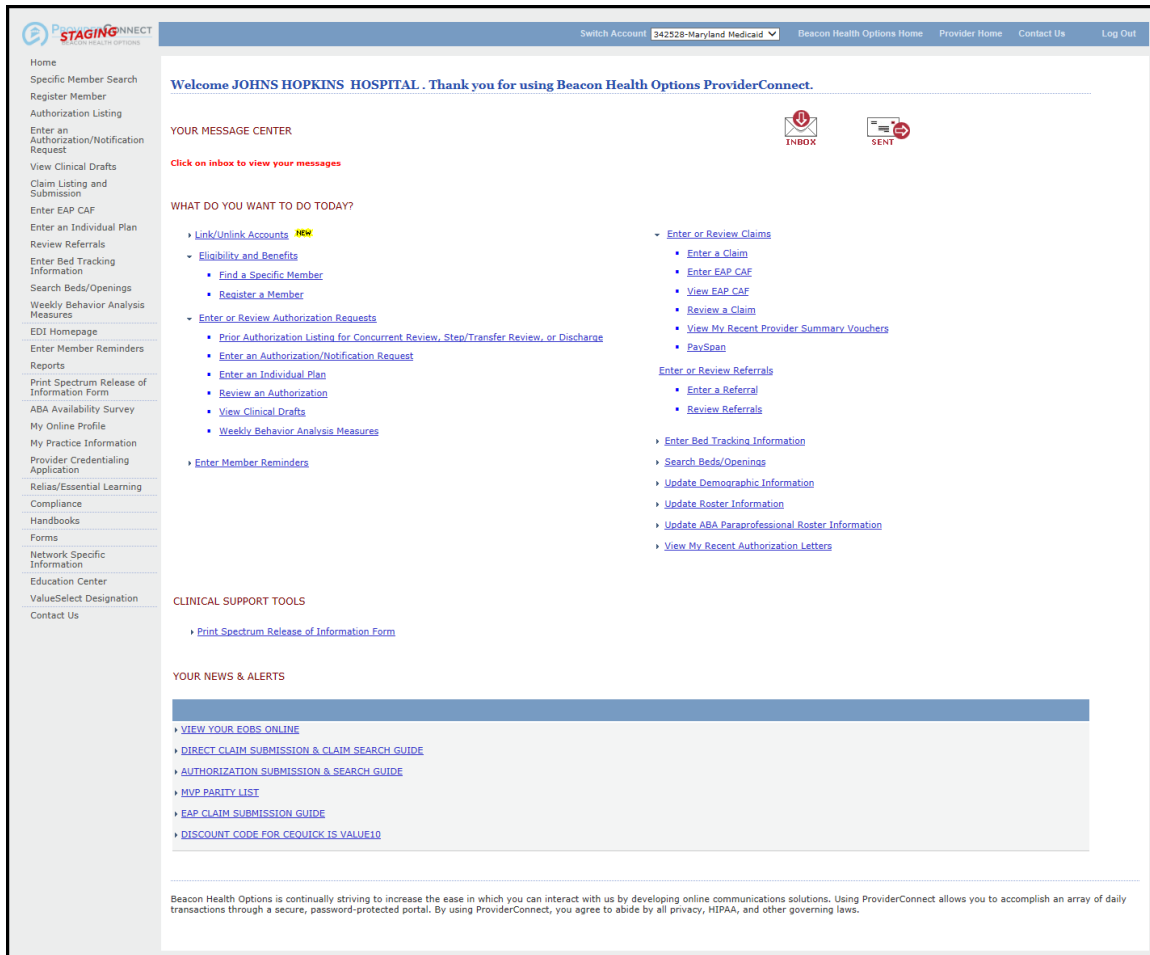 PROVIDERCONNECT
STAGING
BEACON HEALTH OPTIONS
Switch Account 342528-Maryland Medicaid Beacon Health Options Home Provider Home Contact Us Log Out
Home
Specific Member Search
Register Member
Authorization Listing
Enter an
Authorization/Notification
Request
View Clinical Drafts
Claim Listing and
Submission
Enter EAP CAF
Enter an Individual Plan
Review Referrals
Enter Bed Tracking
Information
Search Beds/Openings
Weekly Behavior Analysis
Measures
EDI Homepage
Enter Member Reminders
Reports
Print Spectrum Release of
Information Form
ABA Availability Survey
My Online Profile
My Practice Information
Provider Credentialing
Application
Relias/Essential Learning
Compliance
Handbooks
Forms
Network Specific
Information
Education Center
ValueSelect Designation
Contact Us
Welcome JOHNS HOPKINS HOSPITAL . Thank you for using Beacon Health Options ProviderConnect.
YOUR MESSAGE CENTER
INBOX
SENT
Click on inbox to view your messages
WHAT DO YOU WANT TO DO TODAY?
Link/Unlink Accounts NEW
Eligibility and Benefits
Find a Specific Member
Register a Member
Enter or Review Authorization Requests
Prior Authorization Listing for Concurrent Review, Step/Transfer Review, or Discharge
Enter an Authorization/Notification Request
Enter an Individual Plan
Review an Authorization
View Clinical Drafts
Weekly Behavior Analysis Measures
Enter Member Reminders
Enter or Review Claims
Enter a Claim
Enter EAP CAF
View EAP CAF
Review a Claim
View My Recent Provider Summary Vouchers
PaySpan
Enter or Review Referrals
Enter a Referral
Review Referrals
Enter Bed Tracking Information
Search Beds/Openings
Update Demographic Information
Update Roster Information
Update ABA Paraprofessional Roster Information
View My Recent Authorization Letters
CLINICAL SUPPORT TOOLS
Print Spectrum Release of Information Form
YOUR NEWS & ALERTS
VIEW YOUR EOBS ONLINE
DIRECT CLAIM SUBMISSION & CLAIM SEARCH GUIDE
AUTHORIZATION SUBMISSION & SEARCH GUIDE
MVP PARITY LIST
EAP CLAIM SUBMISSION GUIDE
DISCOUNT CODE FOR CEQUICK IS VALUE10
Beacon Health Options is continually striving to increase the ease in which you can interact with us by developing online communications solutions. Using ProviderConnect allows you to accomplish an array of daily
transactions through a secure, password-protected portal. By using ProviderConnect, you agree to abide by all privacy, HIPAA, and other governing laws.